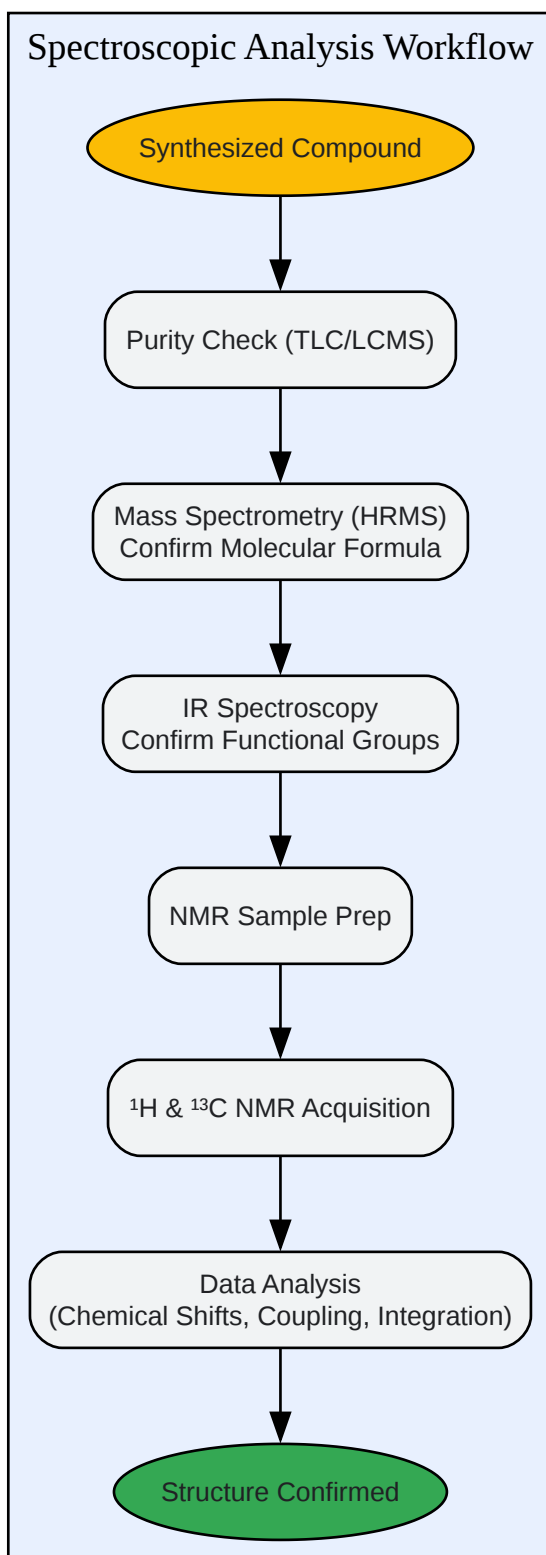 Spectroscopic Analysis Workflow
Synthesized Compound
Purity Check (TLC/LCMS)
Mass Spectrometry (HRMS)
Confirm Molecular Formula
IR Spectroscopy
Confirm Functional Groups
NMR Sample Prep
¹H & ¹³C NMR Acquisition
Data Analysis
(Chemical Shifts, Coupling, Integration)
Structure Confirmed